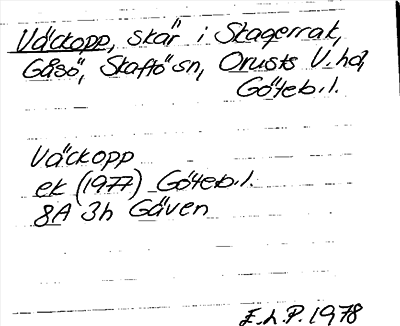 Väckopp, skär i Skagerrak,
Gåsö, Skaftö sn, Orusts V. hd,
Göteb.l.
Väckopp
ek (1977) Göteb.l.
8A 3h Gåven
E.h.P. 1978